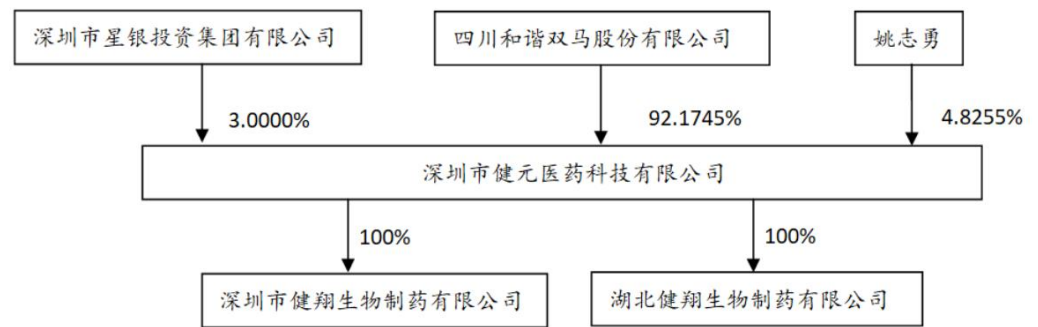 深圳市星银投资集团有限公司
四川和谐双马股份有限公司
姚志勇
3.0000%
92.1745%
4.8255%
深圳市健元医药科技有限公司
100%
100%
深圳市健翔生物制药有限公司
湖北健翔生物制药有限公司